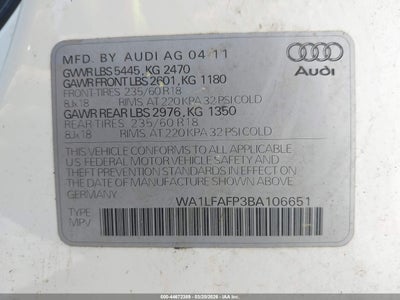 MFD. BY AUDI AG 04 11
GVWR LBS 5445, KG 2470
GAWR FRONT LBS 2601, KG 1180
FRONT-TIRES 235/60 R18
8Jx18 RIMS AT 220 KPA 32 PSI COLD
GAWR REAR LBS 2976, KG 1350
REAR TIRES 235/60 R18
8Jx18 RIMS AT 220 KPA 32 PSI COLD
THIS VEHICLE CONFORMS TO ALL APPLICABLE
U.S FEDERAL MOTOR VEHICLE SAFETY AND
THEFT PREVENTION STANDARDS IN EFFECT ON
THE DATE OF MANUFACTURE SHOWN ABOVE.
GERMANY
Audi
WA1LFAFP3BA106651
TYPE
MPV
500-44672389 - 03/20/2026 - IAAI.COM